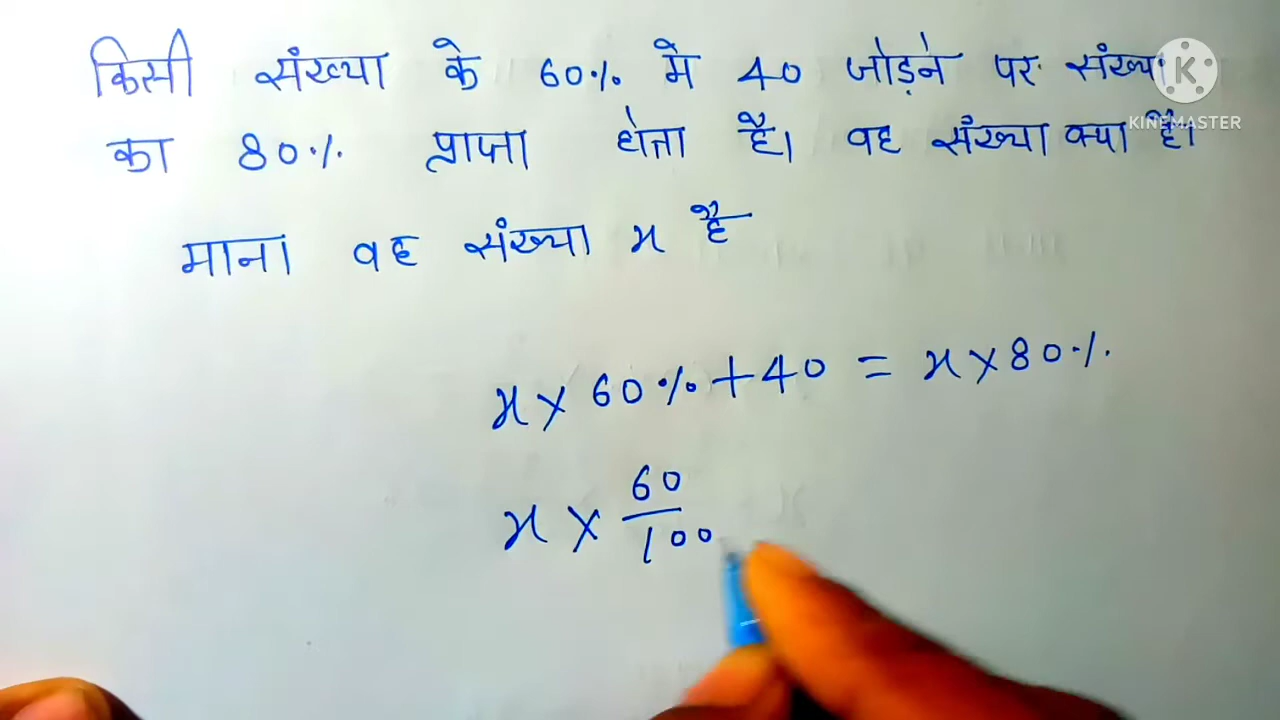 किसी संख्या के 60% मे 40 जोड़ने पर संख्या
K
KINEMASTER
का 80% प्राप्त होता है। वह संख्या क्या है।
माना वह संख्या x है
x × 60% + 40 = x × 80%
x × 60/100